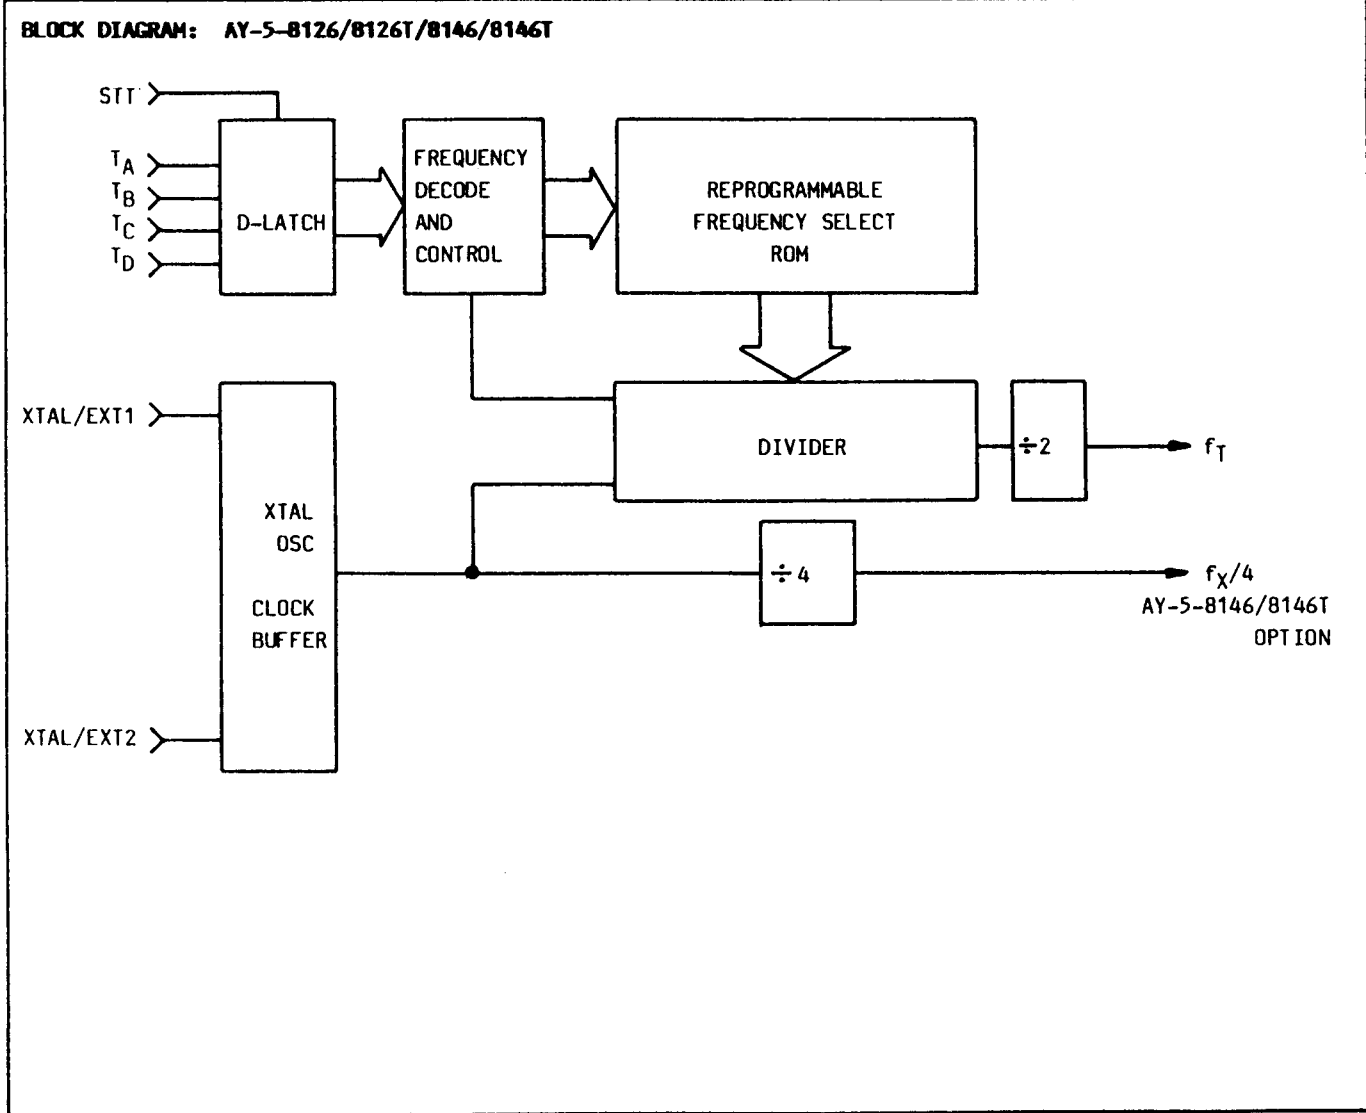 BLOCK DIAGRAM: AY-5-8126/8126T/8146/8146T
STT
TA
TB
TC
TD
D-LATCH
FREQUENCY
DECODE
AND
CONTROL
REPROGRAMMABLE
FREQUENCY SELECT
ROM
XTAL/EXT1
XTAL
OSC
CLOCK
BUFFER
XTAL/EXT2
DIVIDER
÷2
fT
÷4
fX/4
AY-5-8146/8146T
OPTION